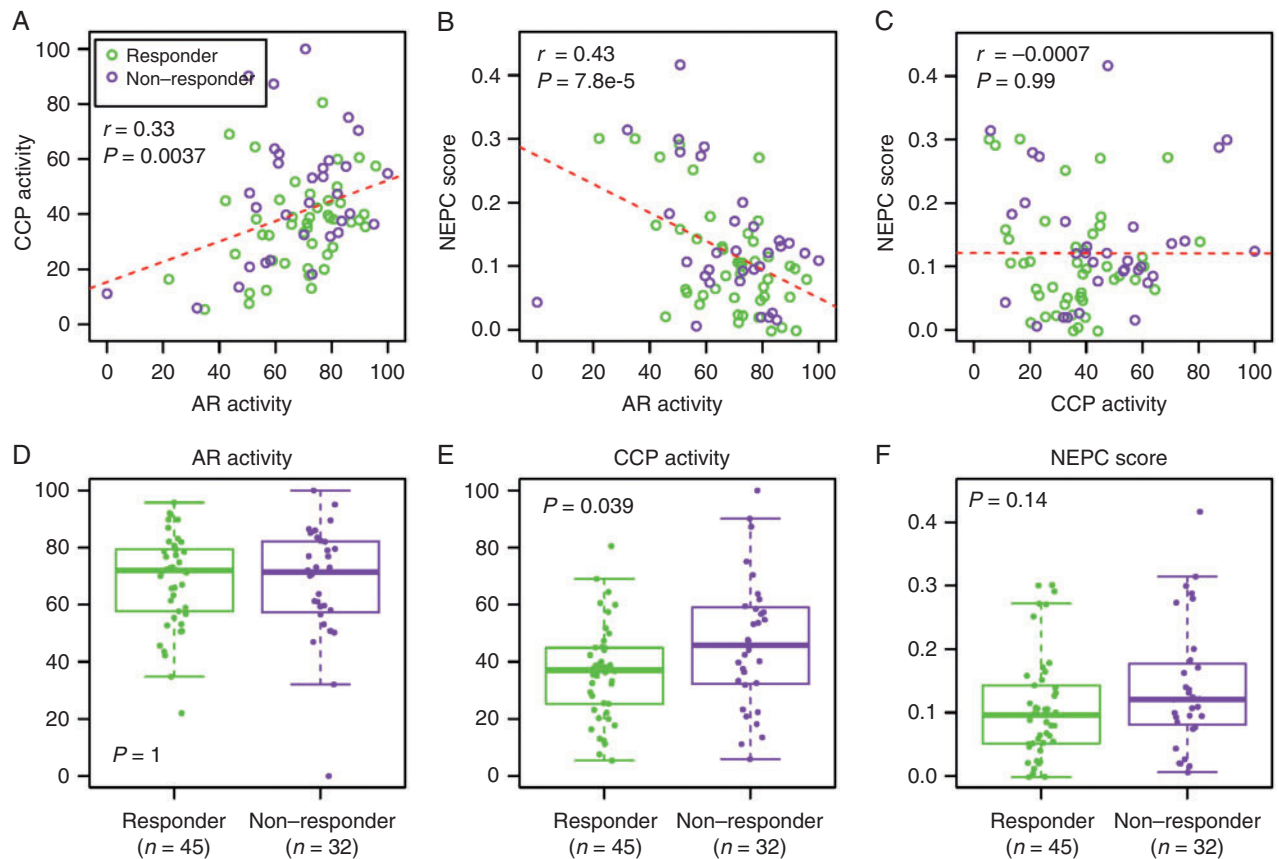 A
B
C
Responder
Non–responder
r = 0.33
P = 0.0037
CCP activity
100
80
60
40
20
0
0 20 40 60 80 100
AR activity
r = 0.43
P = 7.8e-5
NEPC score
0.4
0.3
0.2
0.1
0.0
0 20 40 60 80 100
AR activity
r = –0.0007
P = 0.99
NEPC score
0.4
0.3
0.2
0.1
0.0
0 20 40 60 80 100
CCP activity
D
AR activity
100
80
60
40
20
0
P = 1
Responder Non–responder
(n = 45) (n = 32)
E
CCP activity
P = 0.039
100
80
60
40
20
0
Responder Non–responder
(n = 45) (n = 32)
F
NEPC score
P = 0.14
0.4
0.3
0.2
0.1
0.0
Responder Non–responder
(n = 45) (n = 32)